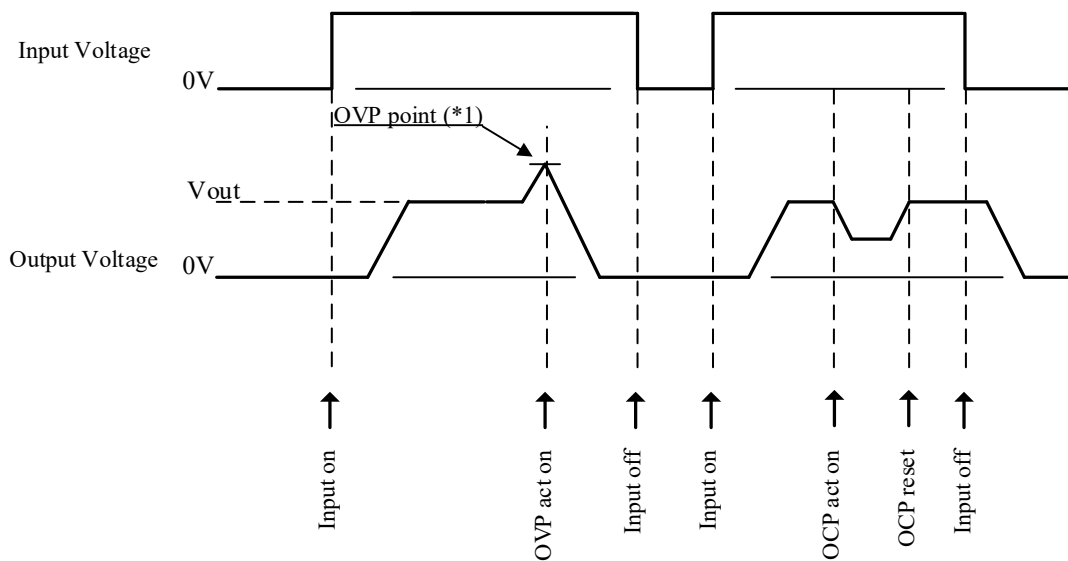 Input Voltage
0V
OVP point (*1)
Vout
Output Voltage
0V
Input on
OVP act on
Input off
Input on
OCP act on
OCP reset
Input off